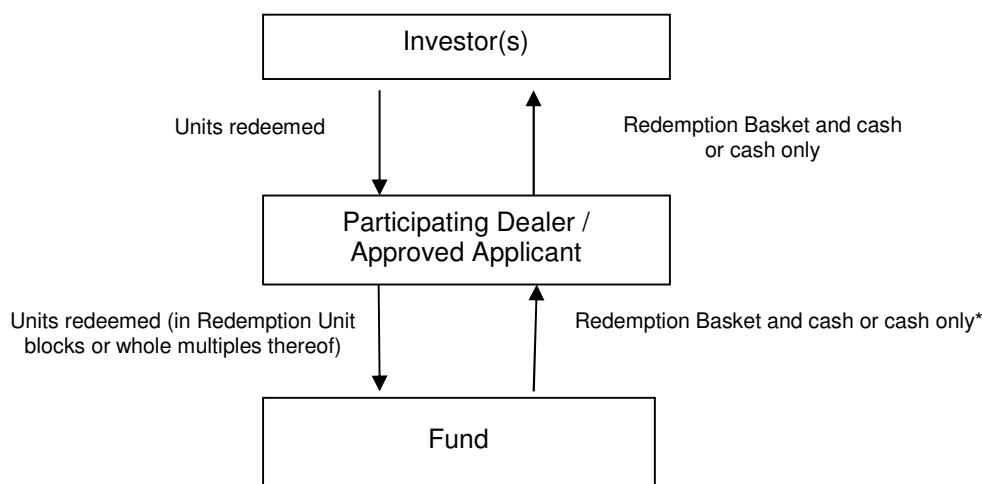 Investor(s)
Units redeemed
Redemption Basket and cash
or cash only
Participating Dealer /
Approved Applicant
Units redeemed (in Redemption Unit
blocks or whole multiples thereof)
Redemption Basket and cash or cash only*
Fund